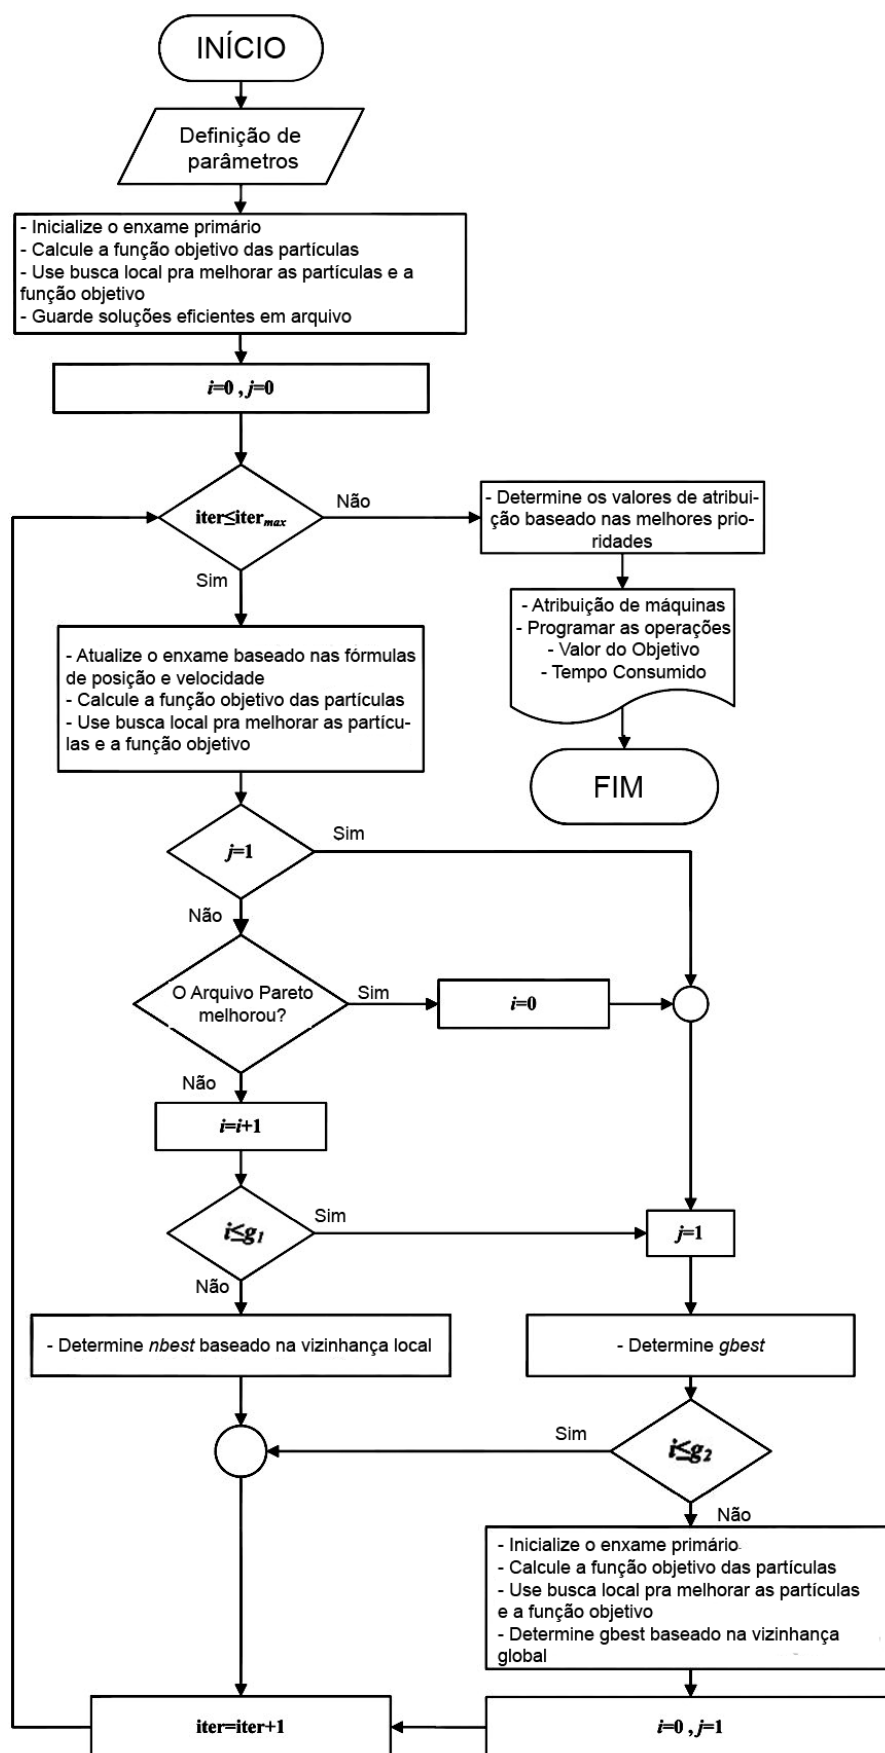 INÍCIO
Definição de
parâmetros
- Inicialize o enxame primário
- Calcule a função objetivo das partículas
- Use busca local pra melhorar as partículas e a
função objetivo
- Guarde soluções eficientes em arquivo
i=0 , j=0
iter≤iter max
Não
- Determine os valores de atribui-
ção baseado nas melhores prio-
ridades
Sim
- Atribuição de máquinas
- Programar as operações
- Valor do Objetivo
- Tempo Consumido
- Atualize o enxame baseado nas fórmulas
de posição e velocidade
- Calcule a função objetivo das partículas
- Use busca local pra melhorar as partícu-
las e a função objetivo
FIM
j=1
Sim
Não
O Arquivo Pareto
melhorou?
Sim
i=0
Não
i=i+1
i≤g1
Sim
j=1
Não
- Determine nbest baseado na vizinhança local
- Determine gbest
Sim
i≤g2
Não
- Inicialize o enxame primário
- Calcule a função objetivo das partículas
- Use busca local pra melhorar as partículas
e a função objetivo
- Determine gbest baseado na vizinhança
global
iter=iter+1
i=0 , j=1